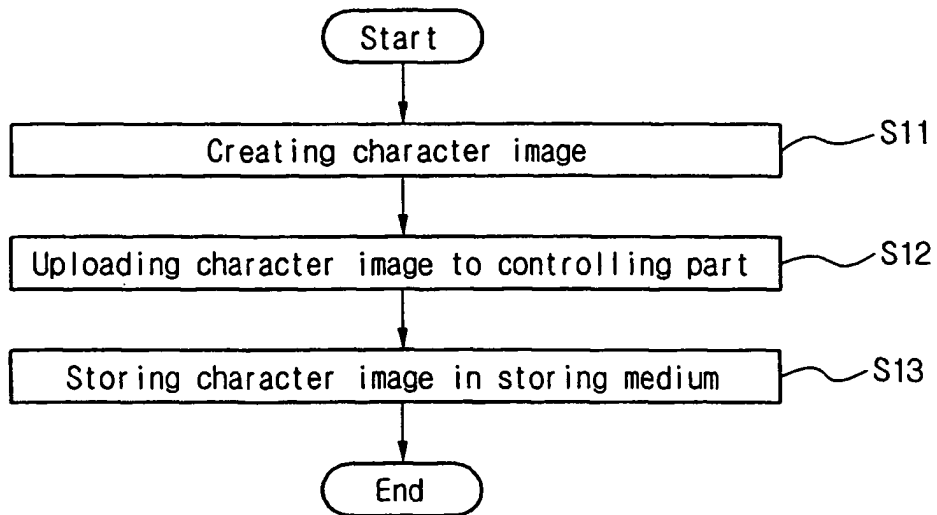 Start
Creating character image
S11
Uploading character image to controlling part
S12
Storing character image in storing medium
S13
End